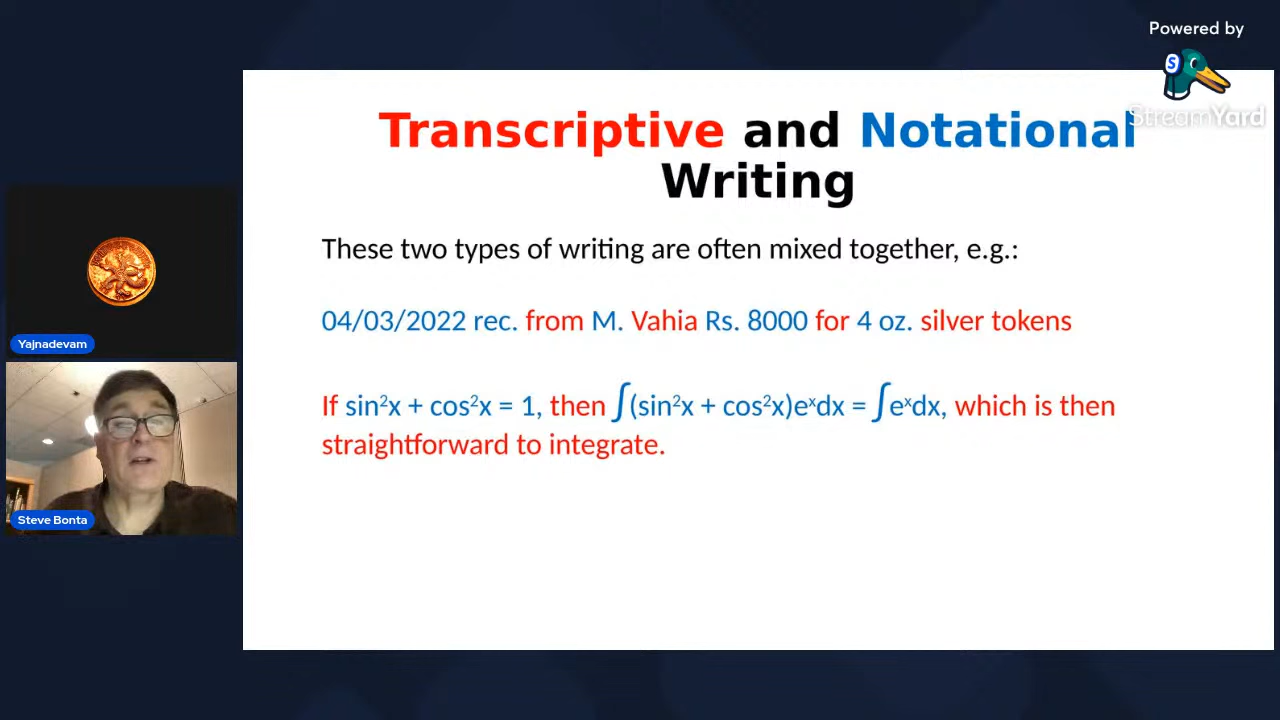 Powered by
StreamYard
Transcriptive and Notational
Writing
These two types of writing are often mixed together, e.g.:
04/03/2022 rec. from M. Vahia Rs. 8000 for 4 oz. silver tokens
If sin²x + cos²x = 1, then ∫(sin²x + cos²x)eˣdx = ∫eˣdx, which is then
straightforward to integrate.
Yajnadevam
Steve Bonta